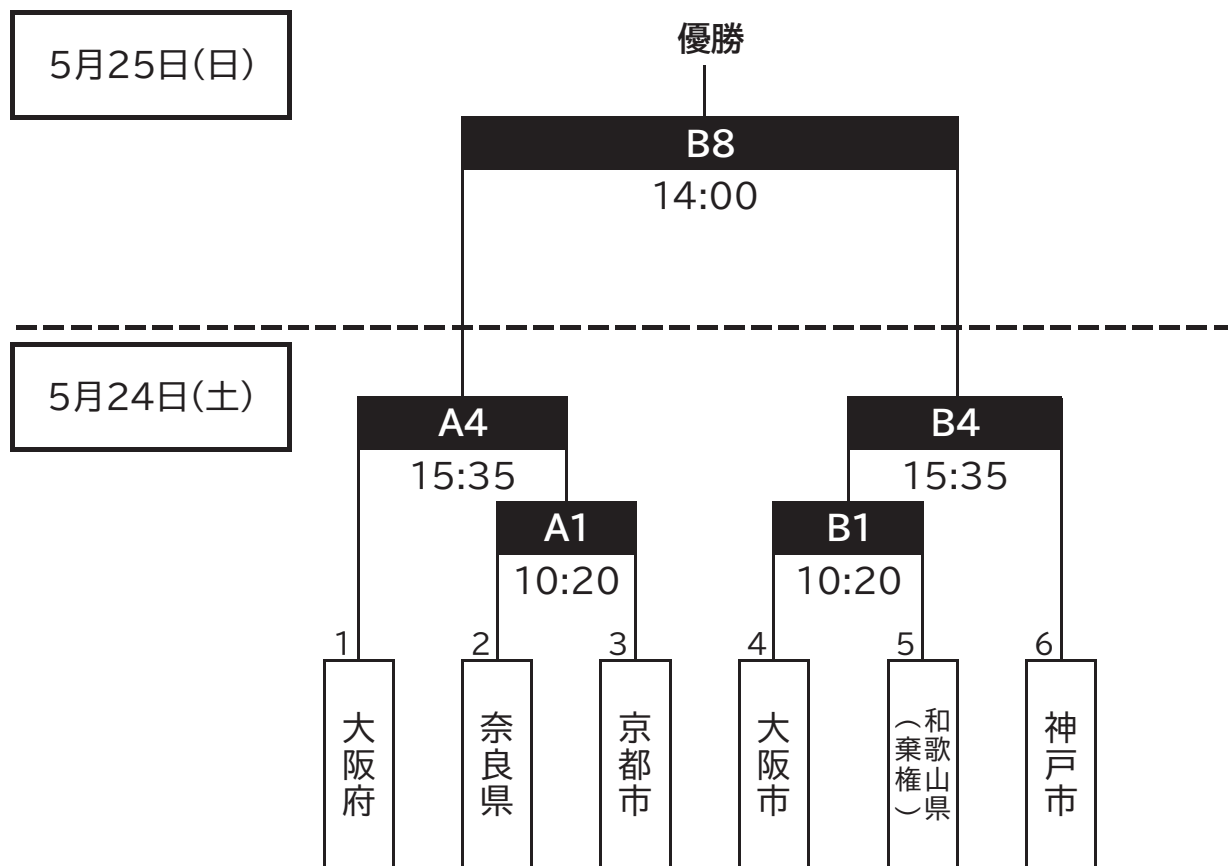 5月25日(日)
優勝
B8
14:00
5月24日(土)
A4
B4
15:35
15:35
A1
B1
10:20
10:20
1
2
3
4
5
6
大阪府
奈良県
京都市
大阪市
和歌山県
(棄権)
神戸市